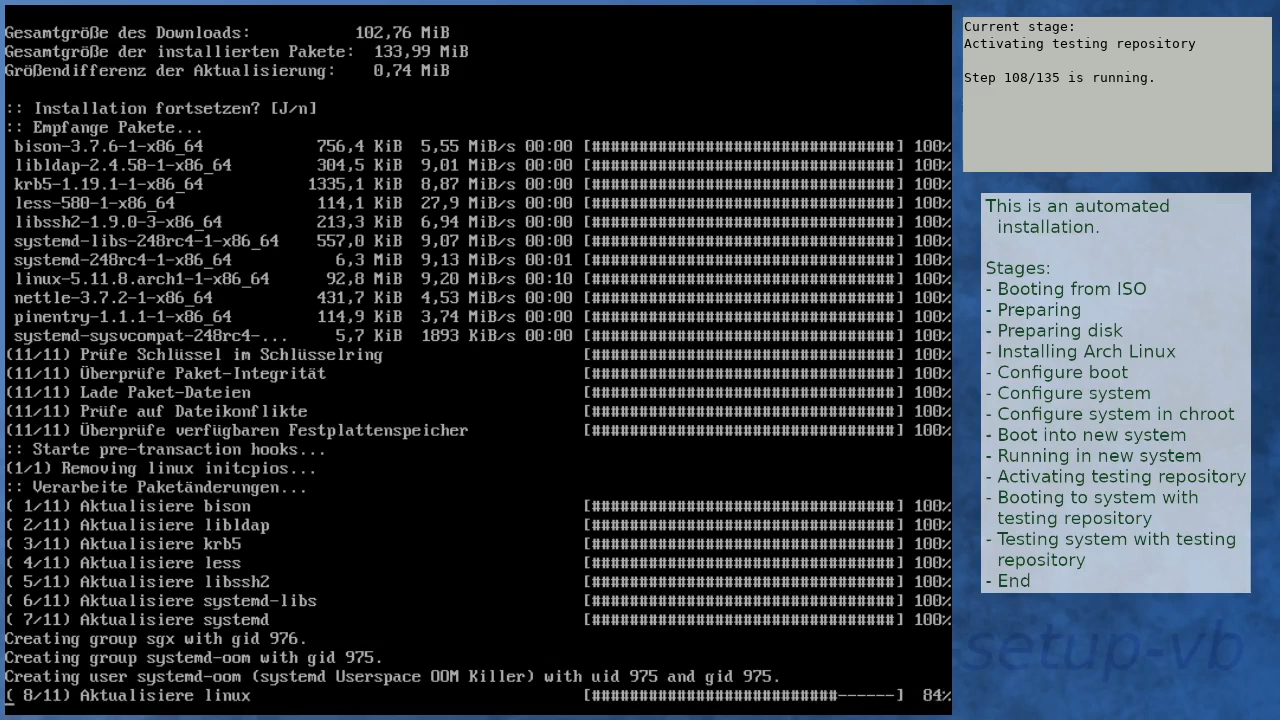 Gesamtgröße des Downloads: 102,76 MiB
Gesamtgröße der installierten Pakete: 133,99 MiB
Größendifferenz der Aktualisierung: 0,74 MiB
:: Installation fortsetzen? [J/n]
:: Empfange Pakete...
bison-3.7.6-1-x86_64 756,4 KiB 5,55 MiB/s 00:00 [################################] 100%
libldap-2.4.58-1-x86_64 304,5 KiB 9,01 MiB/s 00:00 [################################] 100%
krb5-1.19.1-1-x86_64 1335,1 KiB 8,87 MiB/s 00:00 [################################] 100%
less-580-1-x86_64 114,1 KiB 27,9 MiB/s 00:00 [################################] 100%
libssh2-1.9.0-3-x86_64 213,3 KiB 6,94 MiB/s 00:00 [################################] 100%
systemd-libs-248rc4-1-x86_64 557,0 KiB 9,07 MiB/s 00:00 [################################] 100%
systemd-248rc4-1-x86_64 6,3 MiB 9,13 MiB/s 00:01 [################################] 100%
linux-5.11.8.arch1-1-x86_64 92,8 MiB 9,20 MiB/s 00:10 [################################] 100%
nettle-3.7.2-1-x86_64 431,7 KiB 4,53 MiB/s 00:00 [################################] 100%
pinentry-1.1.1-1-x86_64 114,9 KiB 3,74 MiB/s 00:00 [################################] 100%
systemd-sysvcompat-248rc4-... 5,7 KiB 1893 KiB/s 00:00 [################################] 100%
(11/11) Prüfe Schlüssel im Schlüsselring [################################] 100%
(11/11) Überprüfe Paket-Integrität [################################] 100%
(11/11) Lade Paket-Dateien [################################] 100%
(11/11) Prüfe auf Dateikonflikte [################################] 100%
(11/11) Überprüfe verfügbaren Festplattenspeicher [################################] 100%
:: Starte pre-transaction hooks...
(1/1) Removing linux initcpios...
:: Verarbeite Paketänderungen...
( 1/11) Aktualisiere bison [################################] 100%
( 2/11) Aktualisiere libldap [################################] 100%
( 3/11) Aktualisiere krb5 [################################] 100%
( 4/11) Aktualisiere less [################################] 100%
( 5/11) Aktualisiere libssh2 [################################] 100%
( 6/11) Aktualisiere systemd-libs [################################] 100%
( 7/11) Aktualisiere systemd [################################] 100%
Creating group sgx with gid 976.
Creating group systemd-oom with gid 975.
Creating user systemd-oom (systemd Userspace OOM Killer) with uid 975 and gid 975.
( 8/11) Aktualisiere linux [##########################------] 84%
Current stage:
Activating testing repository
Step 108/135 is running.
This is an automated
installation.
Stages:
- Booting from ISO
- Preparing
- Preparing disk
- Installing Arch Linux
- Configure boot
- Configure system
- Configure system in chroot
- Boot into new system
- Running in new system
- Activating testing repository
- Booting to system with
testing repository
- Testing system with testing
repository
- End
setup-vb